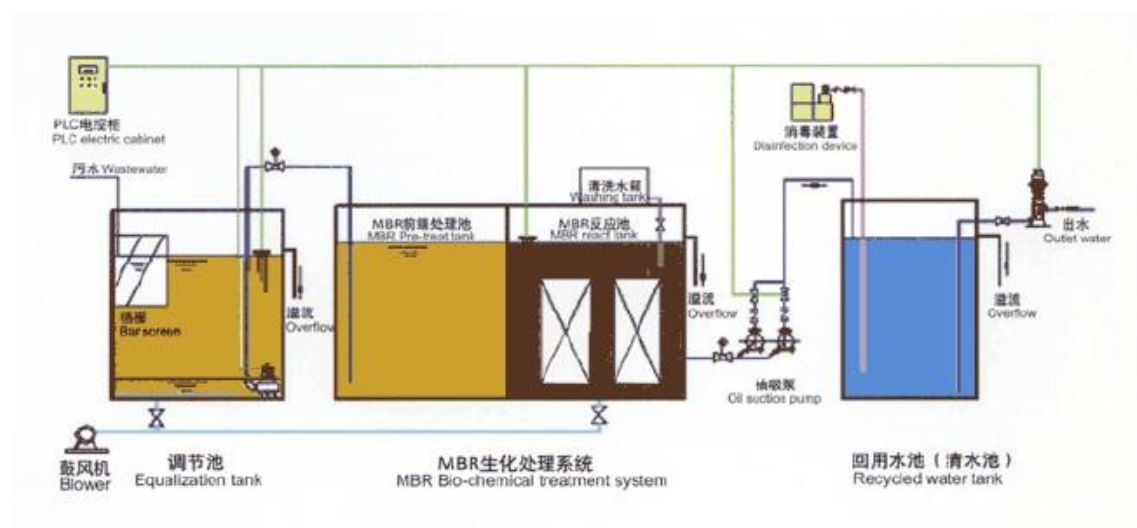 PLC电控柜
PLC electric cabinet
污水 Wastewater
消毒装置
Disinfection device
清洗水箱
Washing tank
MBR前端处理池
MBR Pre-treat tank
MBR反应池
MBR react tank
出水
Outlet water
格栅
Bar screen
溢流
Overflow
溢流
Overflow
溢流
Overflow
抽吸泵
Oil suction pump
鼓风机
Blower
调节池
Equalization tank
MBR生化处理系统
MBR Bio-chemical treatment system
回用水池（清水池）
Recycled water tank